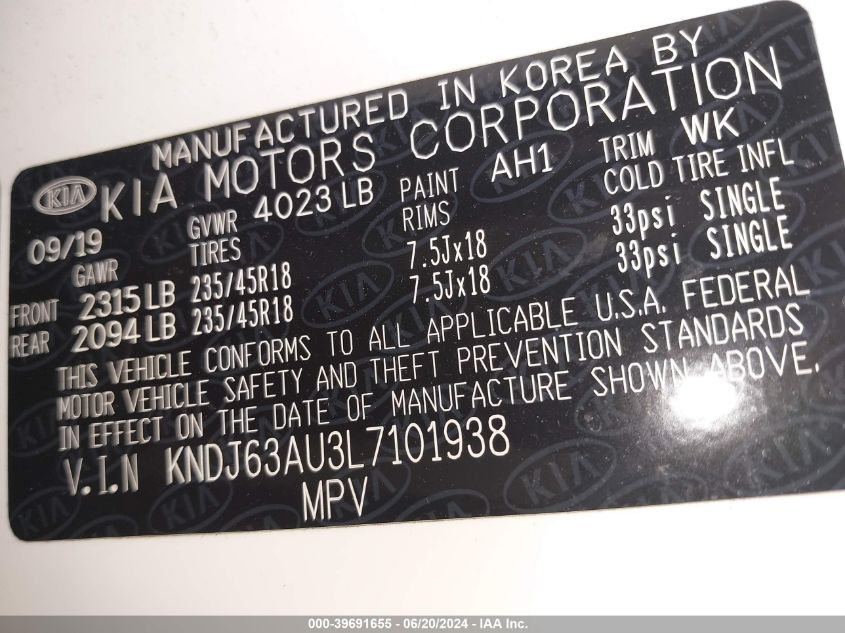 MANUFACTURED IN KOREA BY
KIA KIA MOTORS CORPORATION
09/19 GVWR 4023 LB PAINT AH1 TRIM WK
GAWR TIRES RIMS COLD TIRE INFL
FRONT 2315 LB 235/45R18 7.5Jx18 33psi SINGLE
REAR 2094 LB 235/45R18 7.5Jx18 33psi SINGLE
THIS VEHICLE CONFORMS TO ALL APPLICABLE U.S.A. FEDERAL
MOTOR VEHICLE SAFETY AND THEFT PREVENTION STANDARDS
IN EFFECT ON THE DATE OF MANUFACTURE SHOWN ABOVE.
V.I.N KNDJ63AU3L7101938
MPV
000-39691655 - 06/20/2024 - IAA Inc.